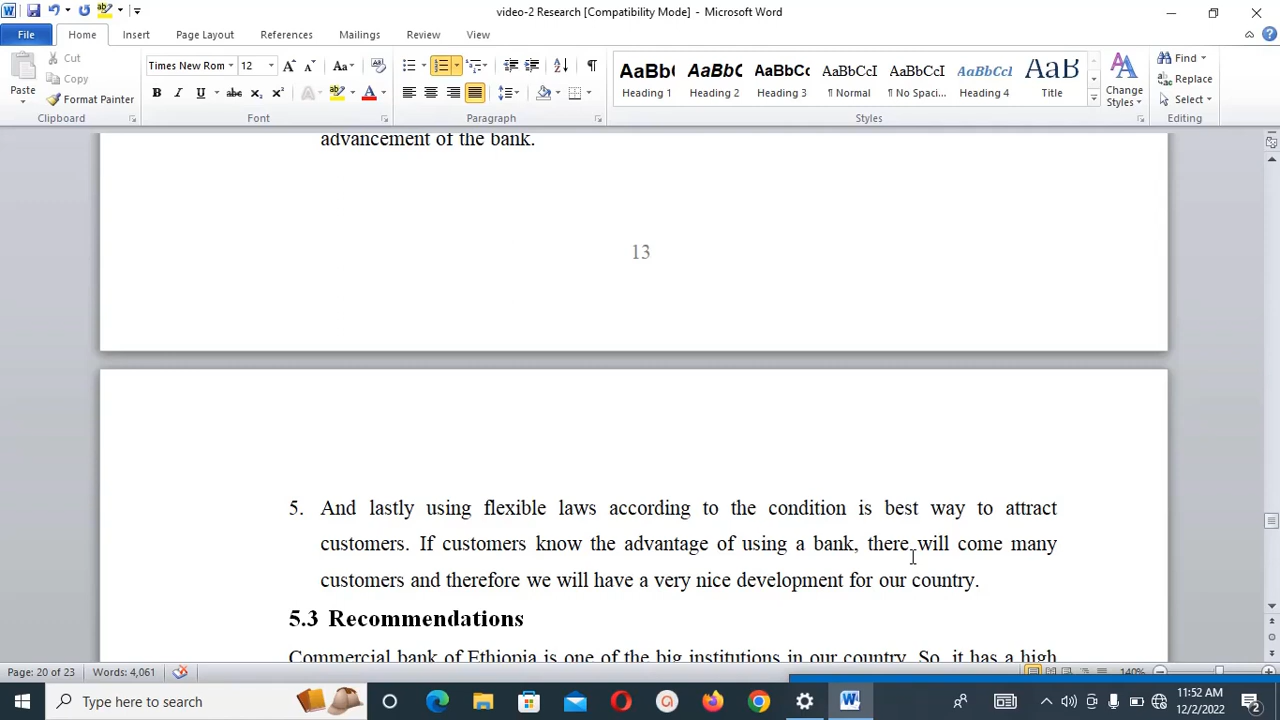 video-2 Research [Compatibility Mode] - Microsoft Word
File Home Insert Page Layout References Mailings Review View
Paste
Cut
Copy
Format Painter
Clipboard
Times New Rom 12
Font
Paragraph
AaBb( AaBbC AaBbCc AaBbCcI AaBbCcI AaBbCcI AaB
Heading 1 Heading 2 Heading 3 ¶ Normal ¶ No Spaci... Heading 4 Title
Styles
Change
Styles
Find
Replace
Select
Editing
advancement of the bank.
13
5. And lastly using flexible laws according to the condition is best way to attract
customers. If customers know the advantage of using a bank, there will come many
customers and therefore we will have a very nice development for our country.
5.3 Recommendations
Commercial bank of Ethiopia is one of the big institutions in our country. So, it has a high
Page: 20 of 23 Words: 4,061 140%
Type here to search
11:52 AM
12/2/2022